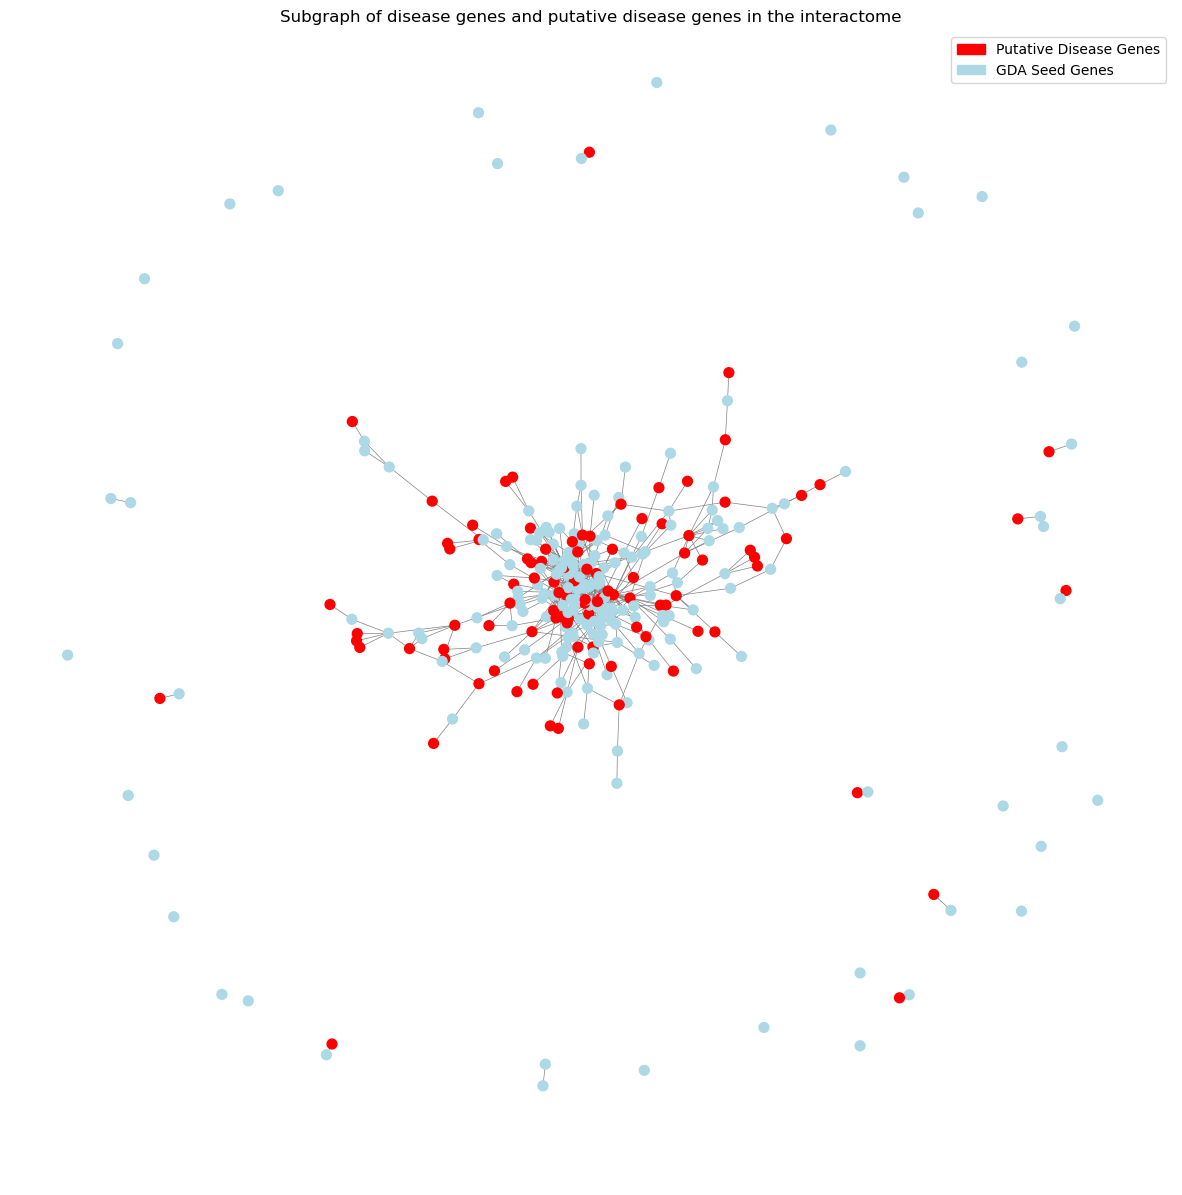 Subgraph of disease genes and putative disease genes in the interactome
Putative Disease Genes
GDA Seed Genes